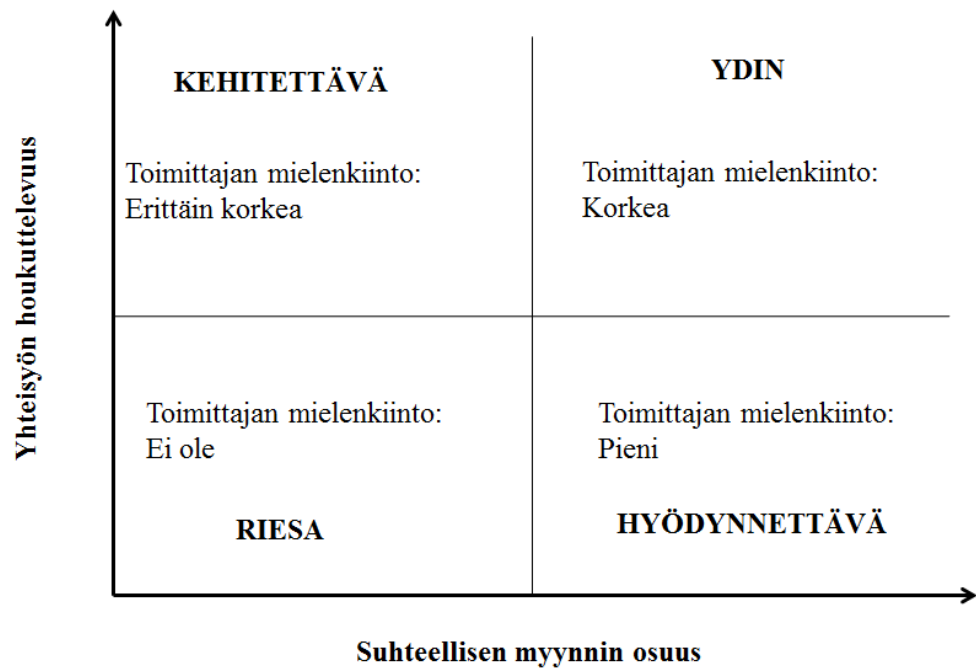 KEHITETTÄVÄ
YDIN
Toimittajan mielenkiinto:
Erittäin korkea
Toimittajan mielenkiinto:
Korkea
Yhteisyön houkuttelevuus
Toimittajan mielenkiinto:
Ei ole
Toimittajan mielenkiinto:
Pieni
RIESA
HYÖDYNNETTÄVÄ
Suhteellisen myynnin osuus